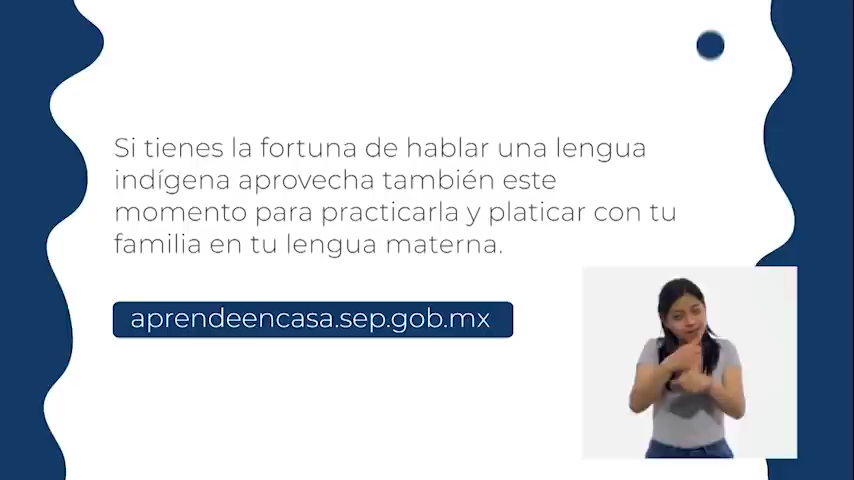 Si tienes la fortuna de hablar una lengua
indígena aprovecha también este
momento para practicarla y platicar con tu
familia en tu lengua materna.
aprendeencasa.sep.gob.mx